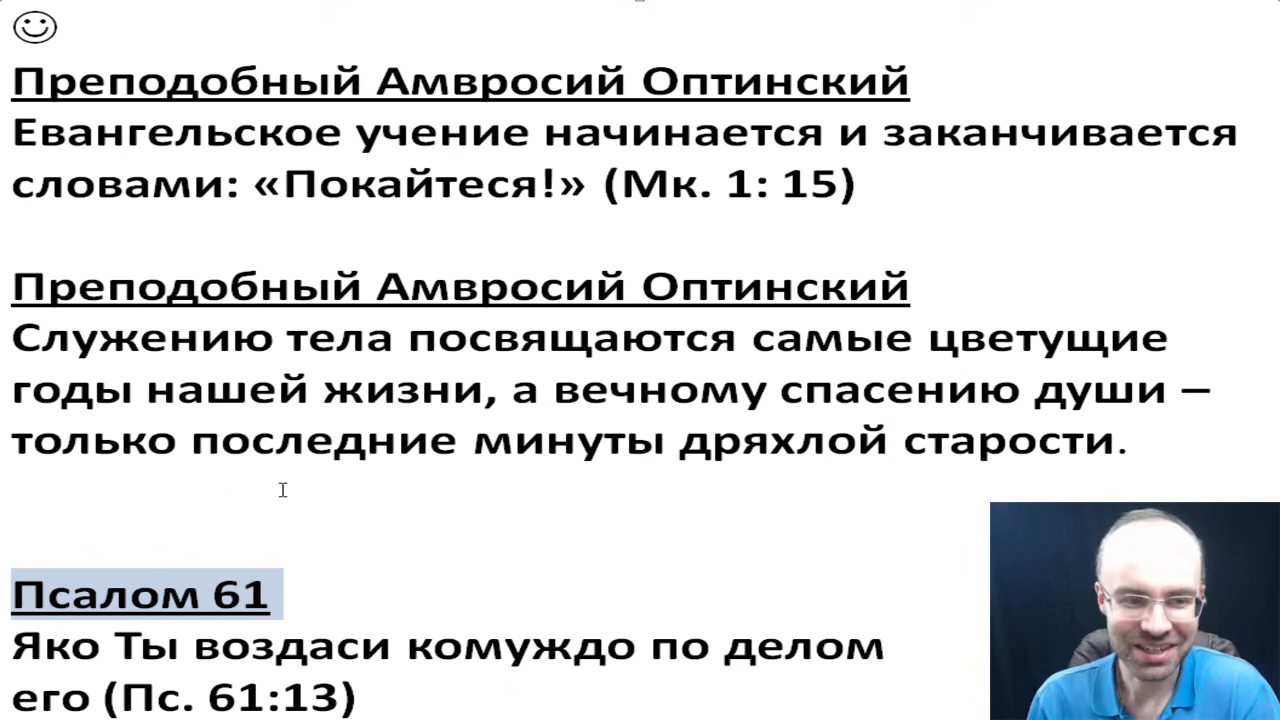 Преподобный Амвросий Оптинский
Евангельское учение начинается и заканчивается
словами: «Покайтеся!» (Мк. 1: 15)
Преподобный Амвросий Оптинский
Служению тела посвящаются самые цветущие
годы нашей жизни, а вечному спасению души –
только последние минуты дряхлой старости.
Псалом 61
Яко Ты воздаси комуждо по делом
его (Пс. 61:13)